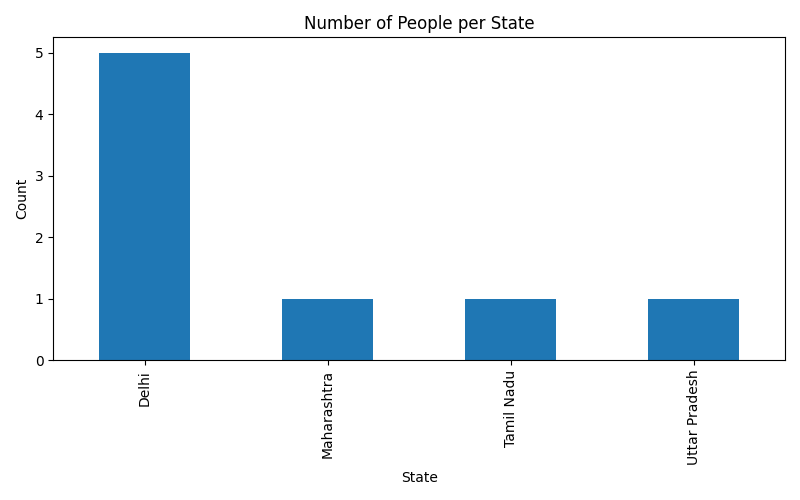 Number of People per State
Count
5
4
3
2
1
0
Delhi
Maharashtra
Tamil Nadu
Uttar Pradesh
State